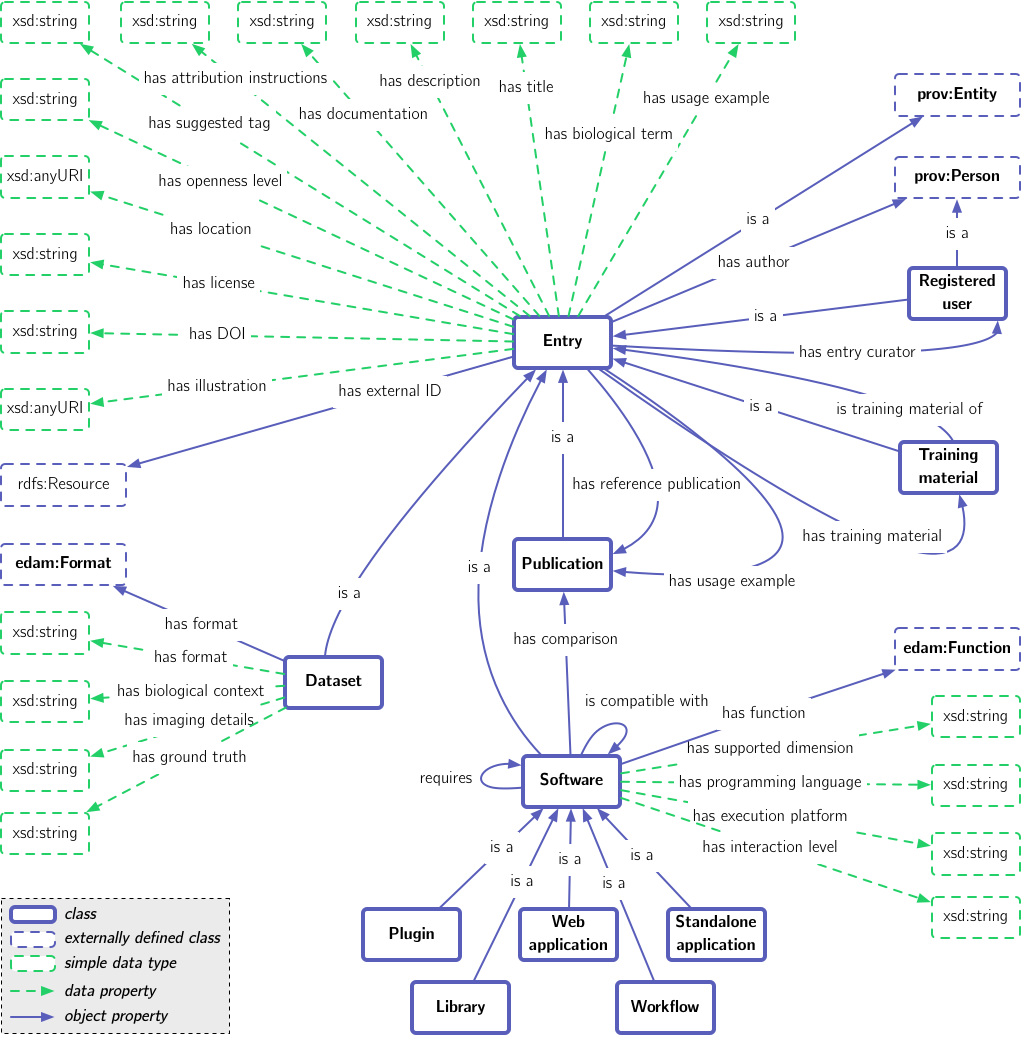 xsd:string
xsd:string
xsd:string
xsd:string
xsd:string
xsd:string
xsd:string
has attribution instructions
has description
has title
has usage example
prov:Entity
xsd:string
has documentation
has suggested tag
has biological term
xsd:anyURI
has openness level
prov:Person
is a
has location
is a
xsd:string
has license
has author
Registered
user
is a
xsd:string
has DOI
Entry
has entry curator
has illustration
has external ID
xsd:anyURI
is a
is training material of
is a
Training
material
rdfs:Resource
has reference publication
has training material
edam:Format
is a
Publication
has usage example
is a
has format
xsd:string
has format
has comparison
edam:Function
Dataset
xsd:string
has biological context
is compatible with
has function
xsd:string
has imaging details
has supported dimension
has ground truth
xsd:string
requires
Software
has programming language
xsd:string
has execution platform
xsd:string
has interaction level
xsd:string
is a
is a
is a
is a
is a
xsd:string
Plugin
Web
application
Standalone
application
Library
Workflow
class
externally defined class
simple data type
data property
object property